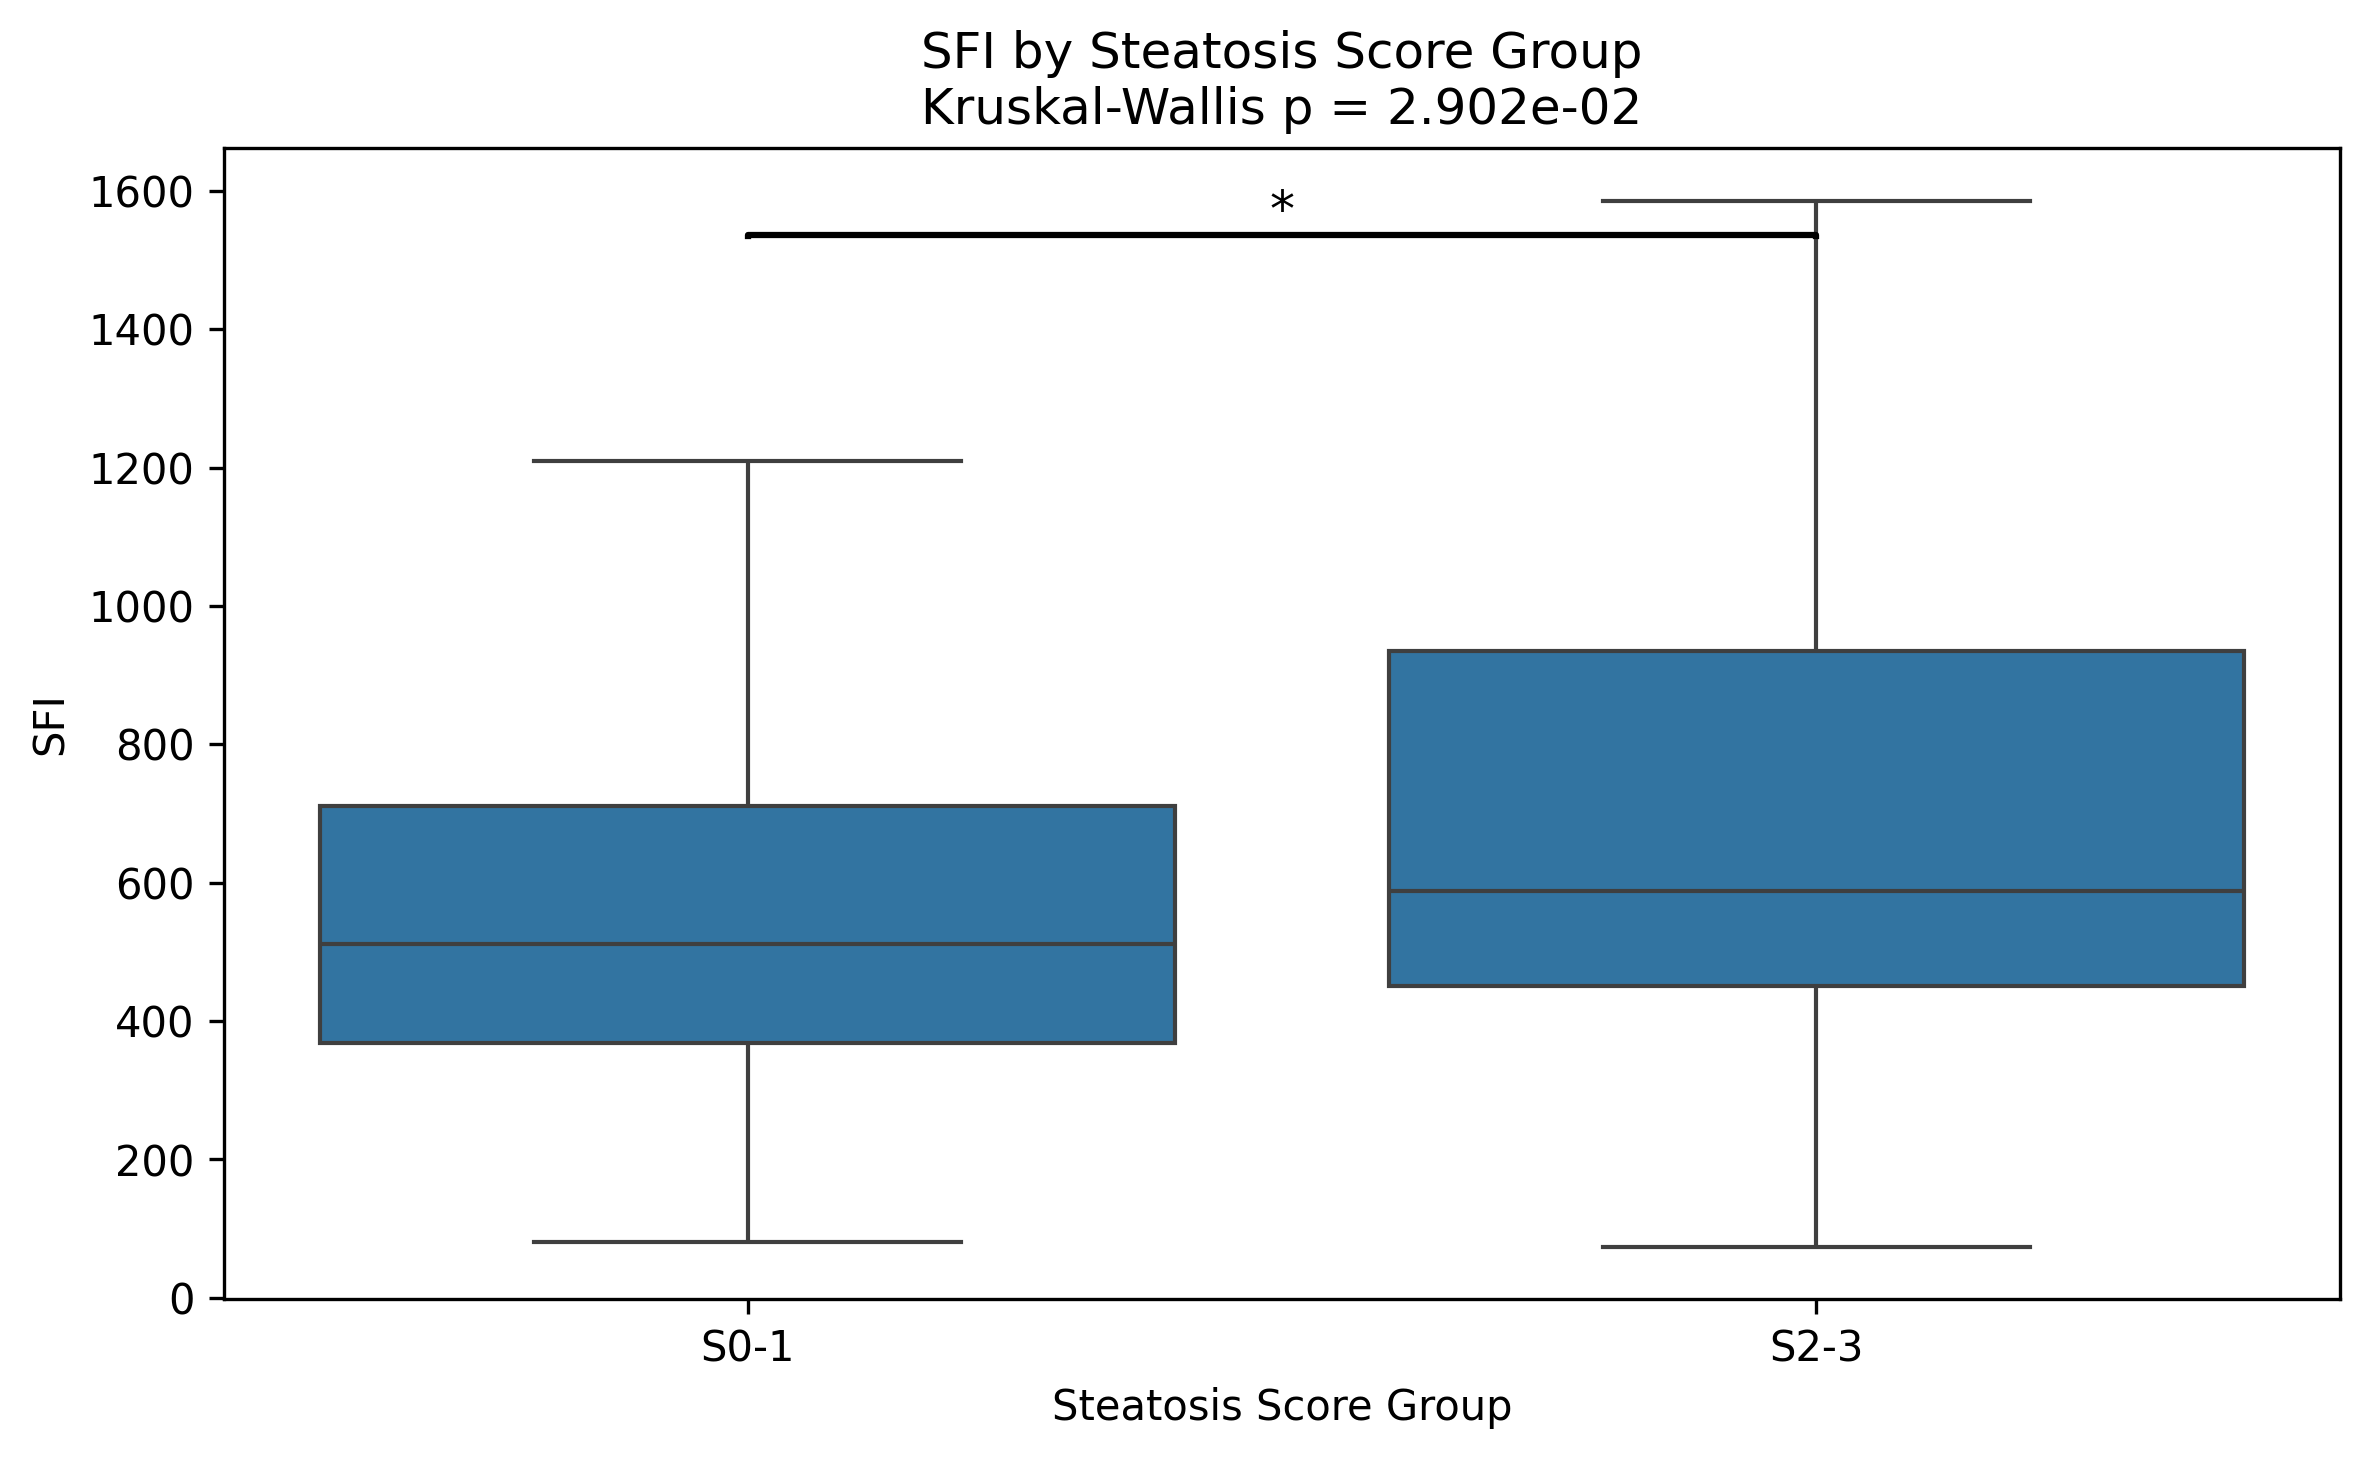 SFI by Steatosis Score Group
Kruskal-Wallis p = 2.902e-02
*
1600
1400
1200
1000
800
600
400
200
0
SFI
S0-1
S2-3
Steatosis Score Group